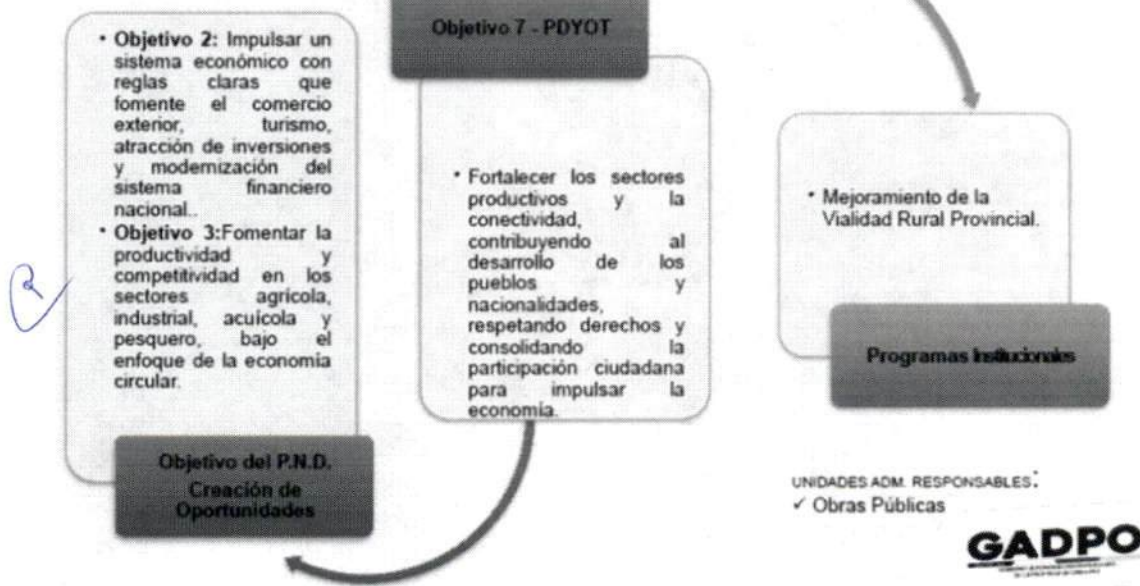 • Objetivo 2: Impulsar un
sistema económico con
reglas claras que
fomente el comercio
exterior, turismo,
atracción de inversiones
y modernización del
sistema financiero
nacional..
• Objetivo 3:Fomentar la
productividad y
competitividad en los
sectores agrícola,
industrial, acuícola y
pesquero, bajo el
enfoque de la economía
circular.
Objetivo del P.N.D.
Creación de
Oportunidades
Objetivo 7 - PDYOT
• Fortalecer los sectores
productivos y la
conectividad,
contribuyendo al
desarrollo de los
pueblos y
nacionalidades,
respetando derechos y
consolidando la
participación ciudadana
para impulsar la
economía.
• Mejoramiento de la
Vialidad Rural Provincial.
Programas Institucionales
UNIDADES ADM. RESPONSABLES:
✓ Obras Públicas
GADPO